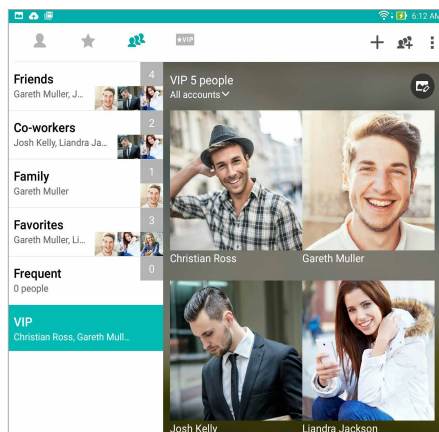 6:12 AM
★VIP
Friends
4
Gareth Muller, J...
Co-workers
2
Josh Kelly, Liandra Ja...
Family
1
Gareth Muller
Favorites
3
Gareth Muller, Li...
Frequent
0
0 people
VIP
Christian Ross, Gareth Mull...
VIP 5 people
All accounts
Christian Ross
Gareth Muller
Josh Kelly
Liandra Jackson